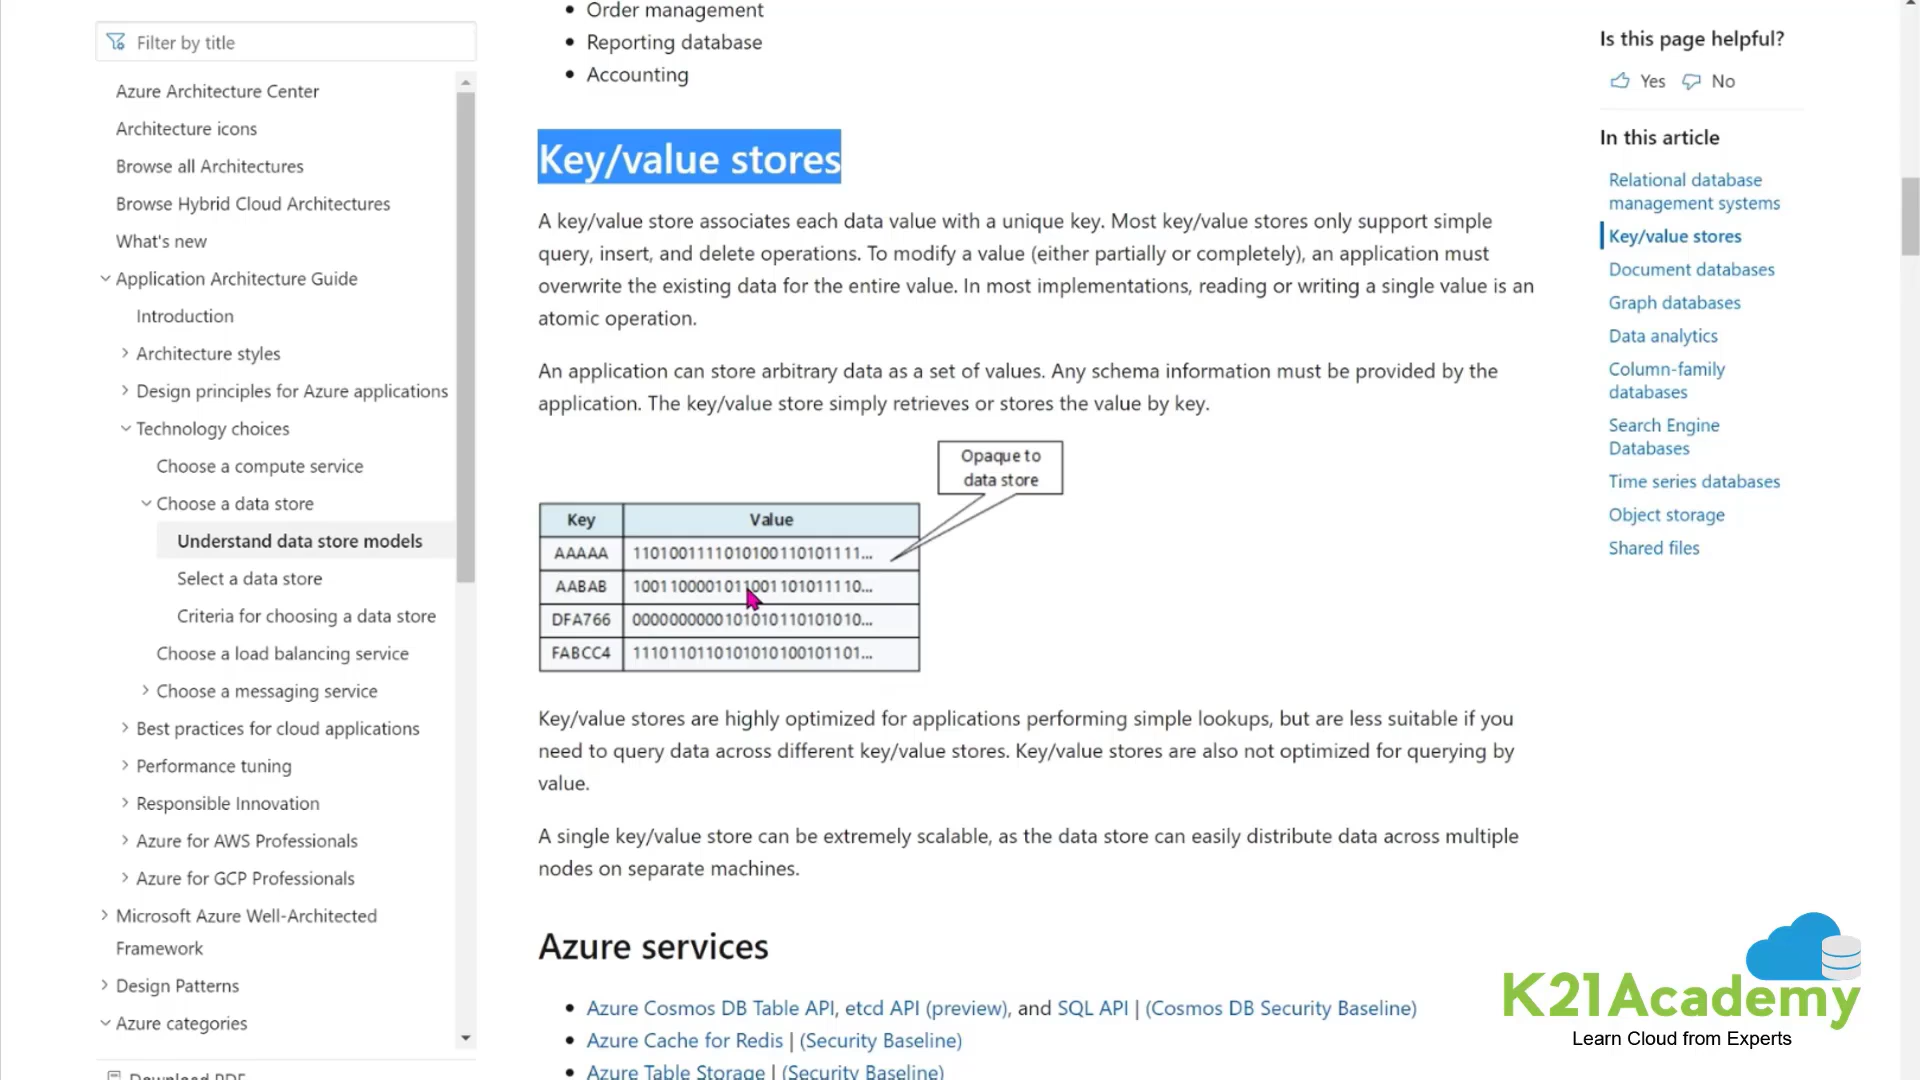 Filter by title
Azure Architecture Center
Architecture icons
Browse all Architectures
Browse Hybrid Cloud Architectures
What's new
Application Architecture Guide
Introduction
Architecture styles
Design principles for Azure applications
Technology choices
Choose a compute service
Choose a data store
Understand data store models
Select a data store
Criteria for choosing a data store
Choose a load balancing service
Choose a messaging service
Best practices for cloud applications
Performance tuning
Responsible Innovation
Azure for AWS Professionals
Azure for GCP Professionals
Microsoft Azure Well-Architected
Framework
Design Patterns
Azure categories
Download PDF
Order management
Reporting database
Accounting
Key/value stores
A key/value store associates each data value with a unique key. Most key/value stores only support simple
query, insert, and delete operations. To modify a value (either partially or completely), an application must
overwrite the existing data for the entire value. In most implementations, reading or writing a single value is an
atomic operation.
An application can store arbitrary data as a set of values. Any schema information must be provided by the
application. The key/value store simply retrieves or stores the value by key.
Opaque to
data store
Key Value
AAAAA 1101001111010100110101111...
AABAB 1001100001011001101011110...
DFA766 0000000000101010110101010...
FABCC4 1110110110101010100101101...
Key/value stores are highly optimized for applications performing simple lookups, but are less suitable if you
need to query data across different key/value stores. Key/value stores are also not optimized for querying by
value.
A single key/value store can be extremely scalable, as the data store can easily distribute data across multiple
nodes on separate machines.
Azure services
Azure Cosmos DB Table API, etcd API (preview), and SQL API | (Cosmos DB Security Baseline)
Azure Cache for Redis | (Security Baseline)
Azure Table Storage | (Security Baseline)
Is this page helpful?
Yes No
In this article
Relational database
management systems
Key/value stores
Document databases
Graph databases
Data analytics
Column-family
databases
Search Engine
Databases
Time series databases
Object storage
Shared files
K21Academy
Learn Cloud from Experts